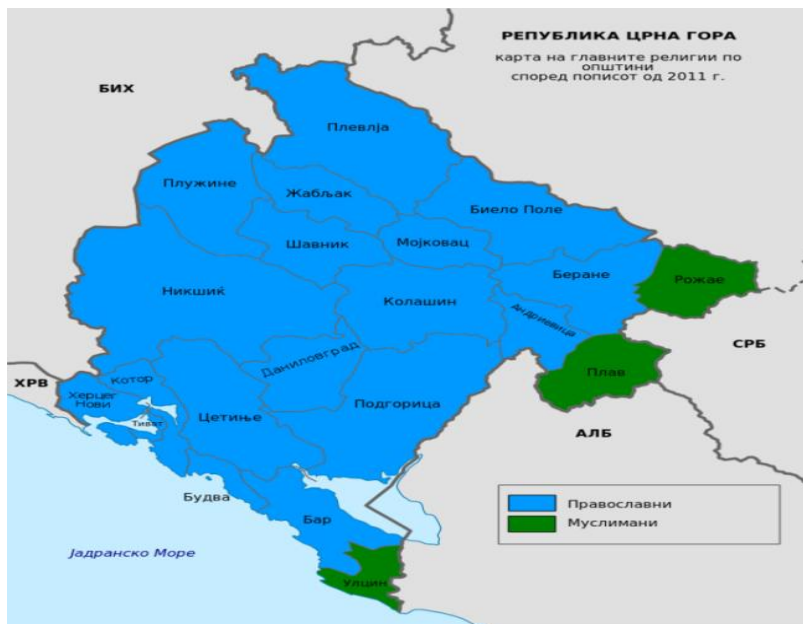 РЕПУБЛИКА ЦРНА ГОРА
карта на главните религии по
општини
според пописот од 2011 г.
БИХ
Плевља
Плужине
Жабљак
Биело Поле
Шавник
Мојковац
Беране
Рожае
Никшиќ
Колашин
Андриевица
СРБ
Даниловград
Плав
ХРВ
Котор
Херцег
Нови
Тиват
Цетиње
Подгорица
АЛБ
Будва
Бар
Православни
Муслимани
Јадранско Море
Улцин